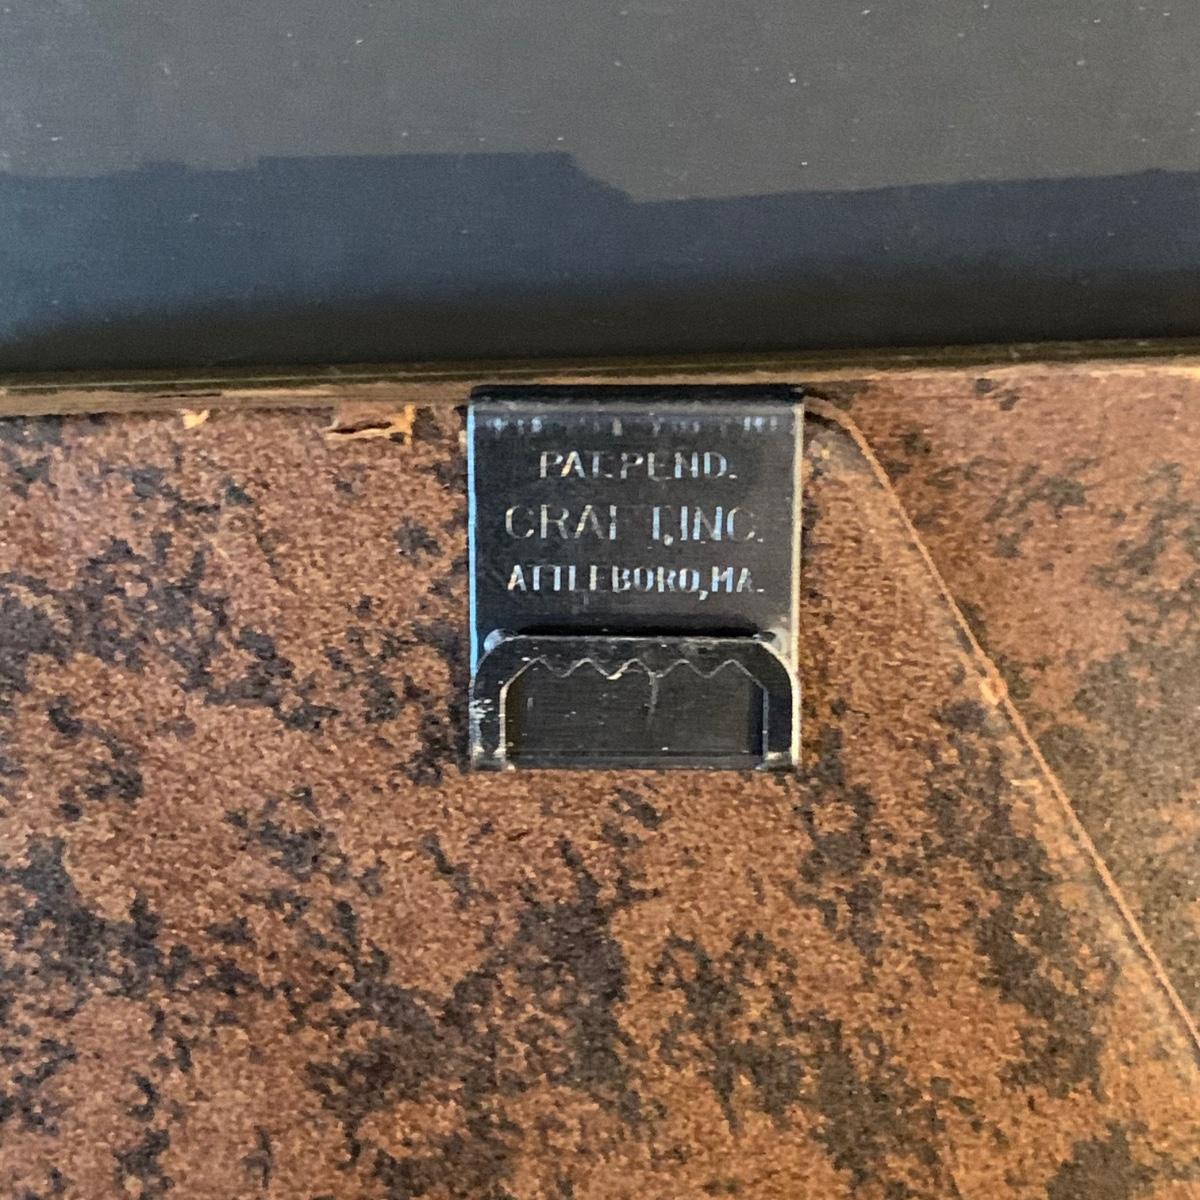 PAT.PEND.
CRAFT,INC.
ATTLEBORO,MA.